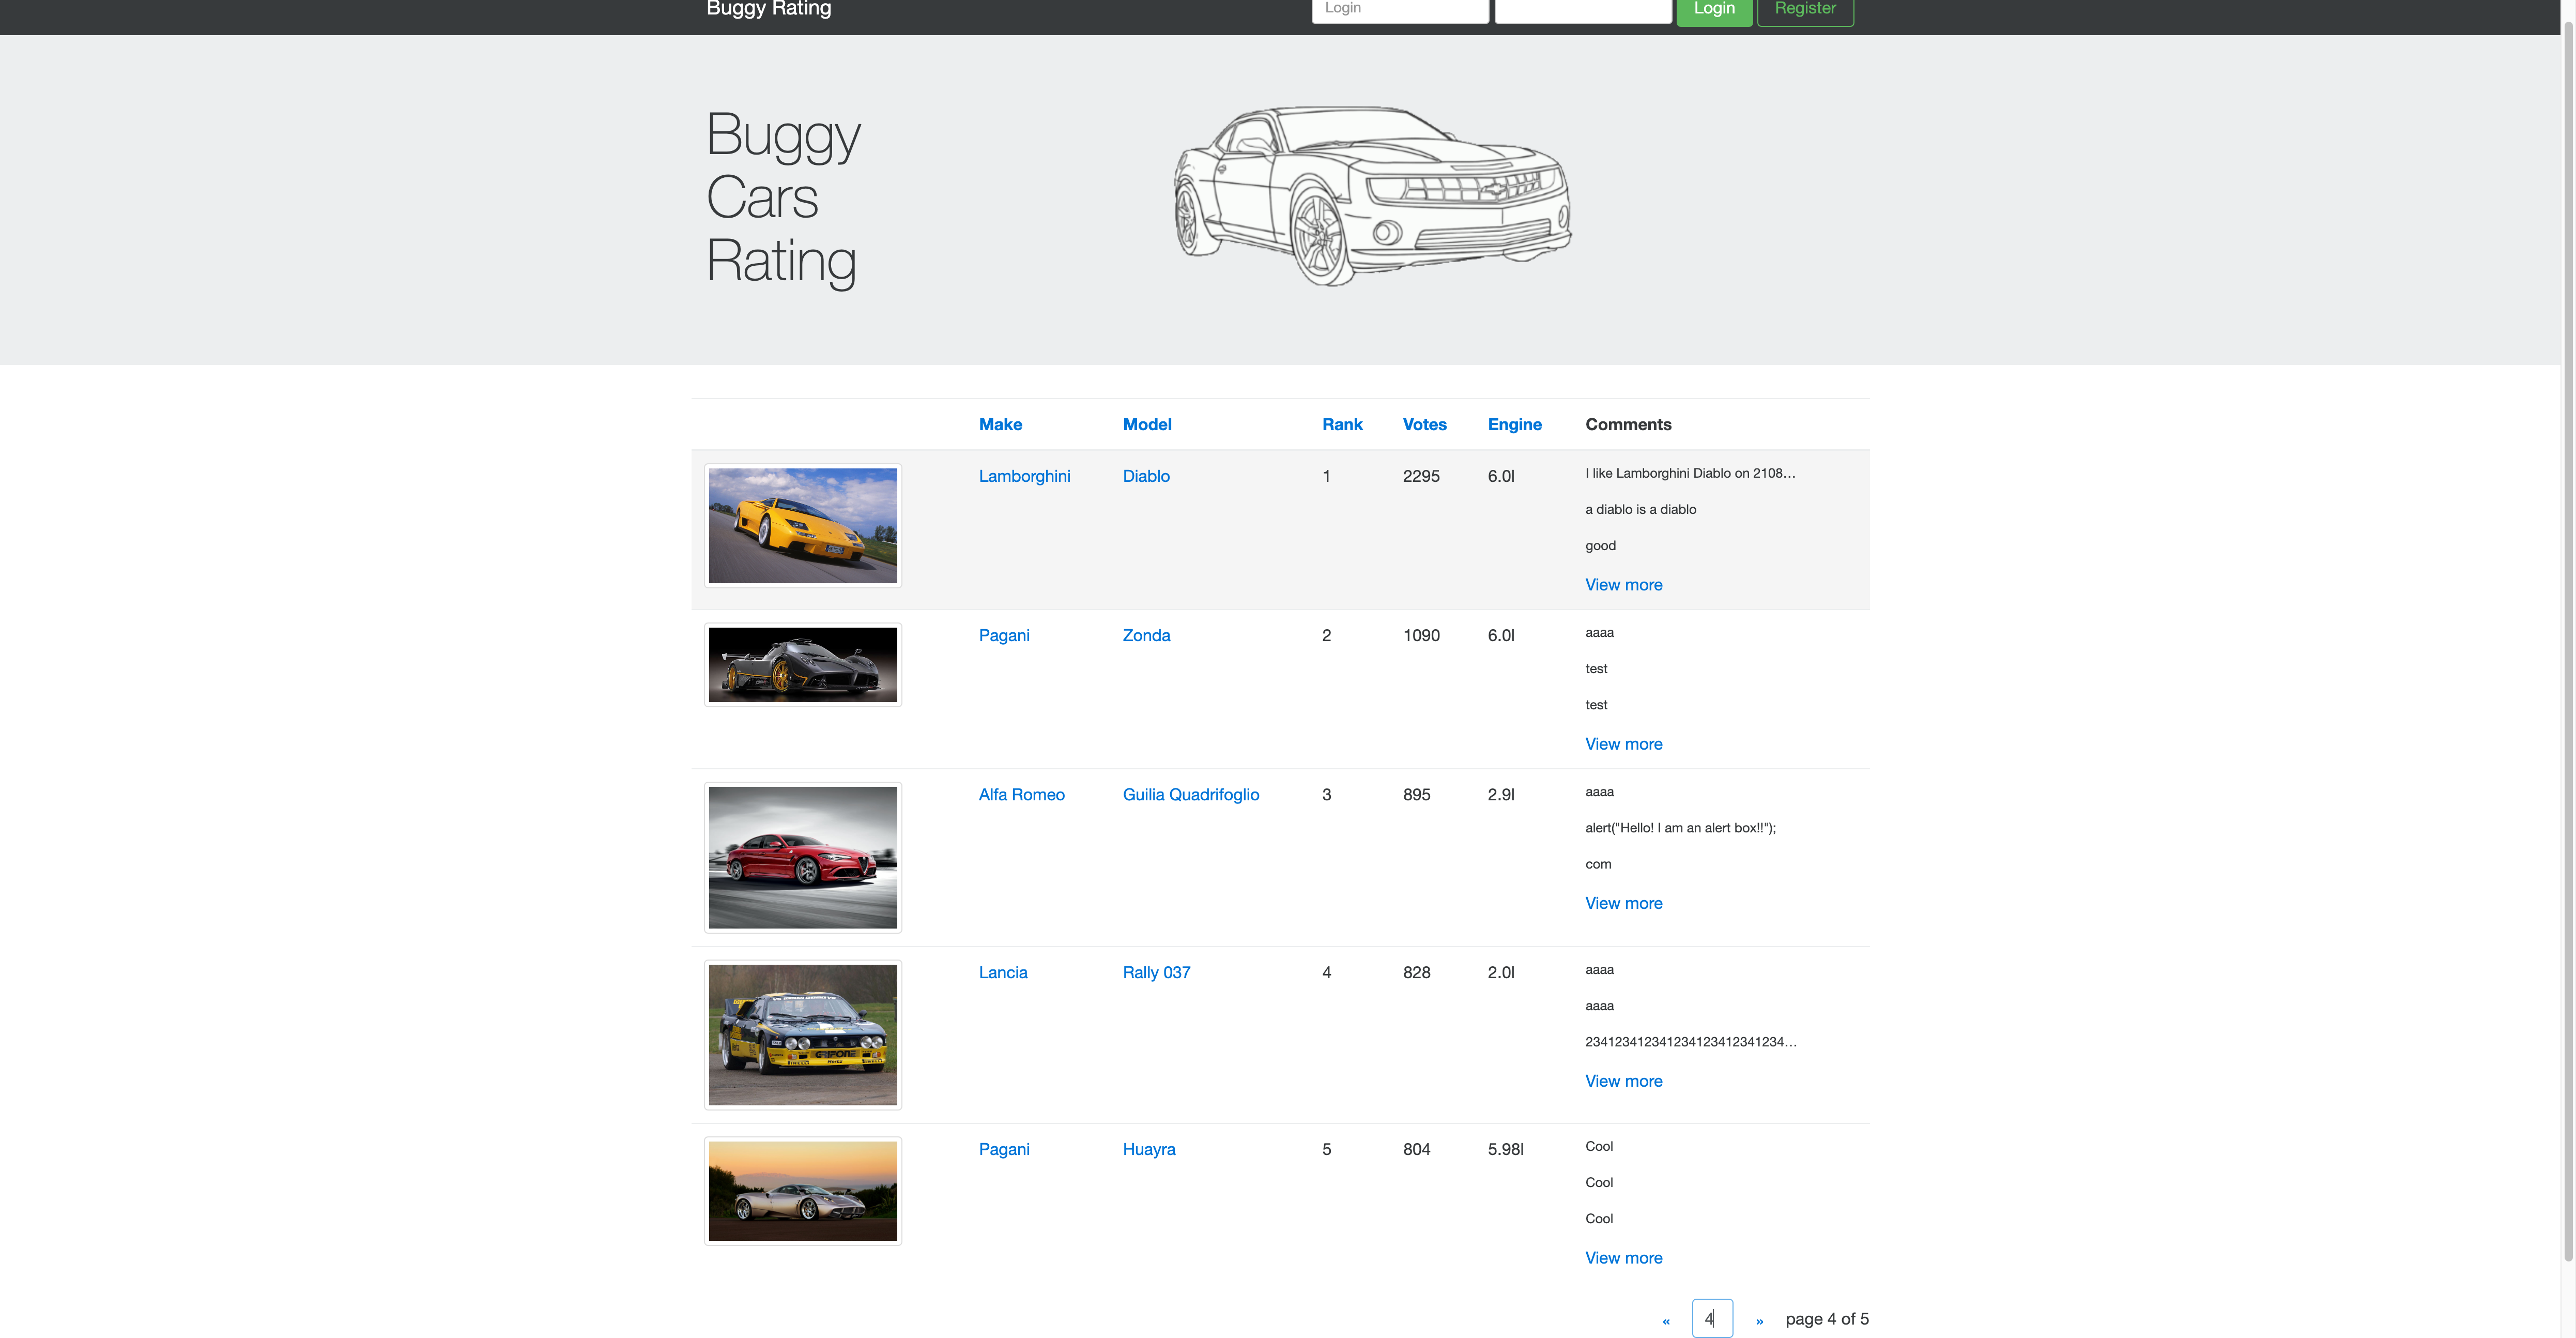 Buggy Rating
Login
Login
Register
Buggy
Cars
Rating
Make Model Rank Votes Engine Comments
Lamborghini Diablo 1 2295 6.0l
I like Lamborghini Diablo on 2108...
a diablo is a diablo
good
View more
Pagani Zonda 2 1090 6.0l
aaaa
test
test
View more
Alfa Romeo Guilia Quadrifoglio 3 895 2.9l
aaaa
alert("Hello! I am an alert box!!");
com
View more
Lancia Rally 037 4 828 2.0l
aaaa
aaaa
2341234123412341234123412341234...
View more
GRIFONE
Pagani Huayra 5 804 5.98l
Cool
Cool
Cool
View more
« 4 » page 4 of 5